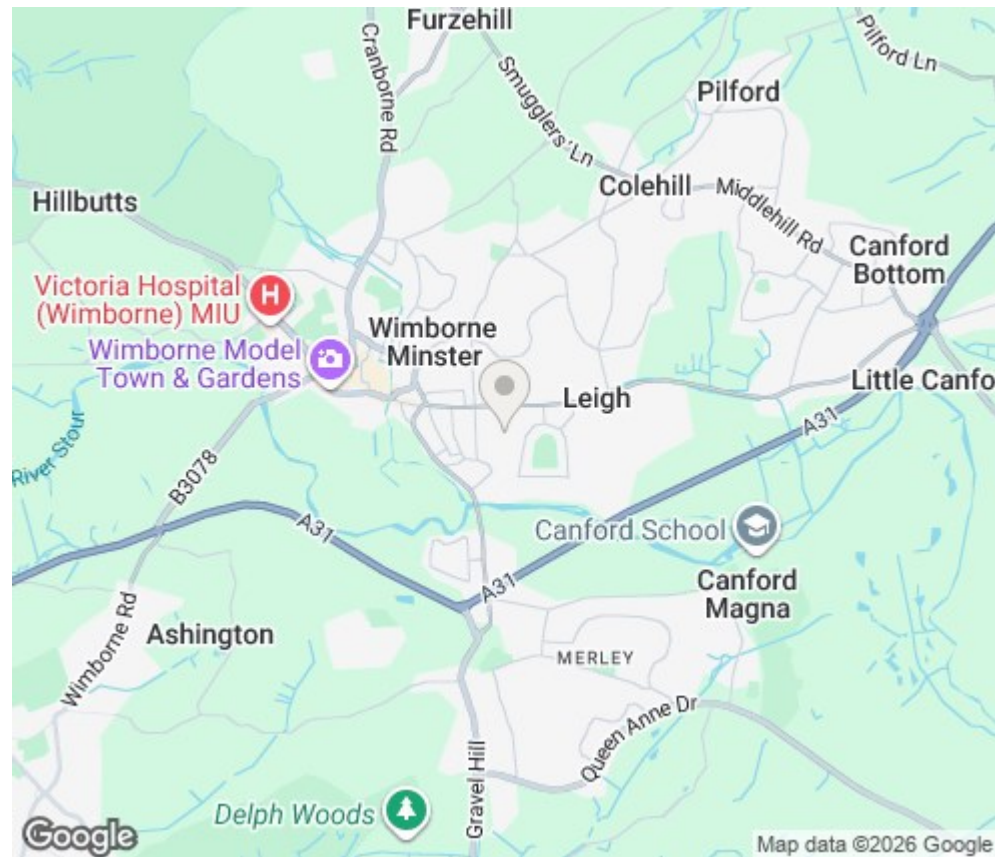 Furzehill
Cranborne Rd
Smugglers' Ln
Pilford Ln
Pilford
Colehill
Middlehill Rd
Hillbutts
Canford
Bottom
Victoria Hospital
(Wimborne) MIU
H
Wimborne
Minster
Wimborne Model
Town & Gardens
Leigh
Little Canfo
A31
River Stour
B3078
A31
Canford School
A31
Canford
Magna
Ashington
Wimborne Rd
MERLEY
Queen Anne Dr
Gravel Hill
Delph Woods
Google
Map data ©2026 Google